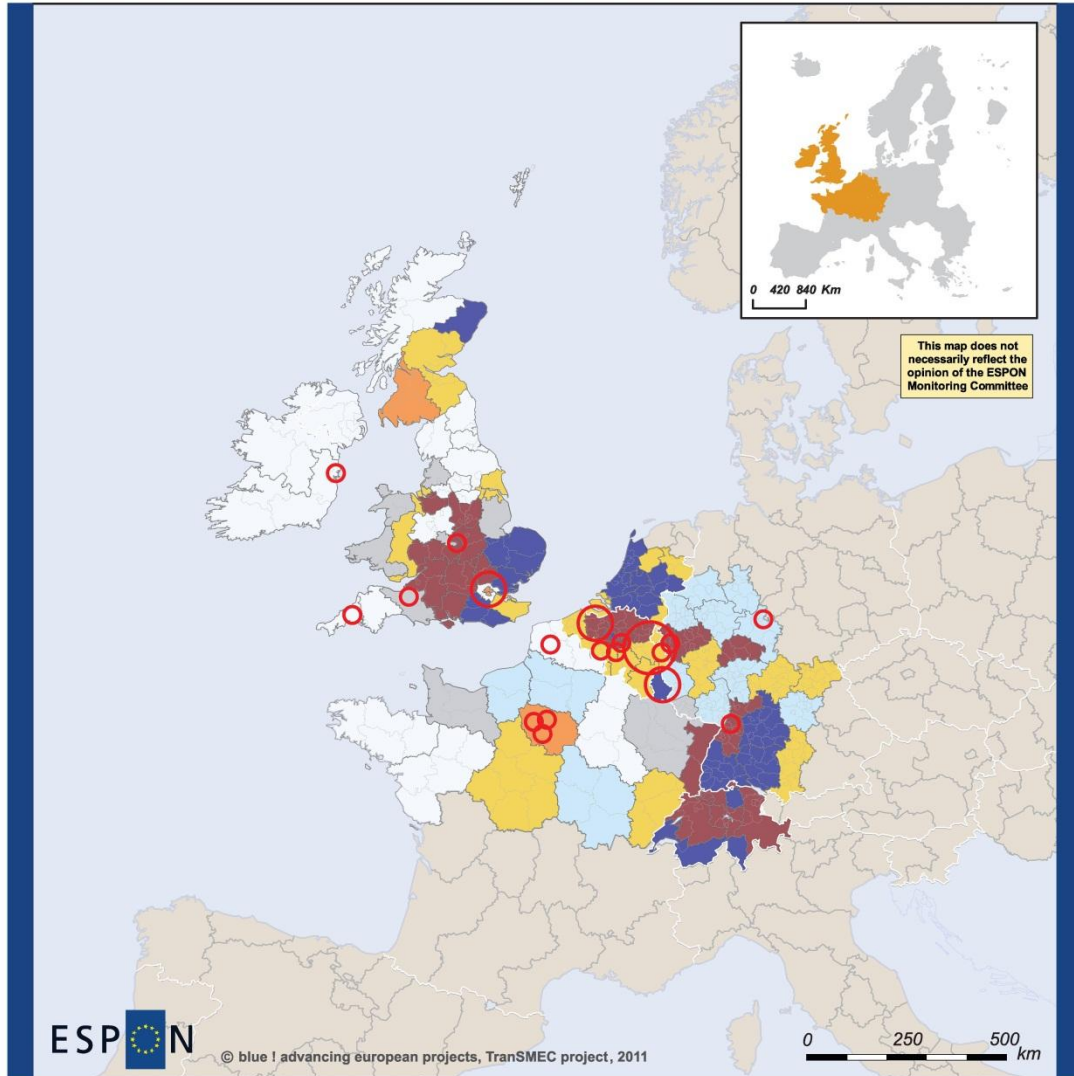 0 420 840 Km
This map does not
necessarily reflect the
opinion of the ESPON
Monitoring Committee
ESPON
© blue ! advancing european projects, TranSMEC project, 2011
0 250 500
km